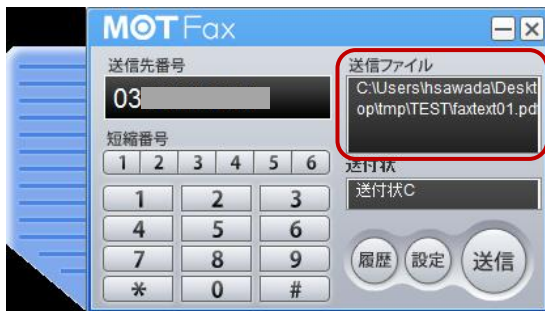 MOT Fax
送信先番号
03
短縮番号
1 2 3 4 5 6
1 2 3
4 5 6
7 8 9
* 0 #
送信ファイル
C:\Users\hsawada\Deskt
op\tmp\TEST\faxtext01.pd
送付状
送付状C
履歴 設定 送信